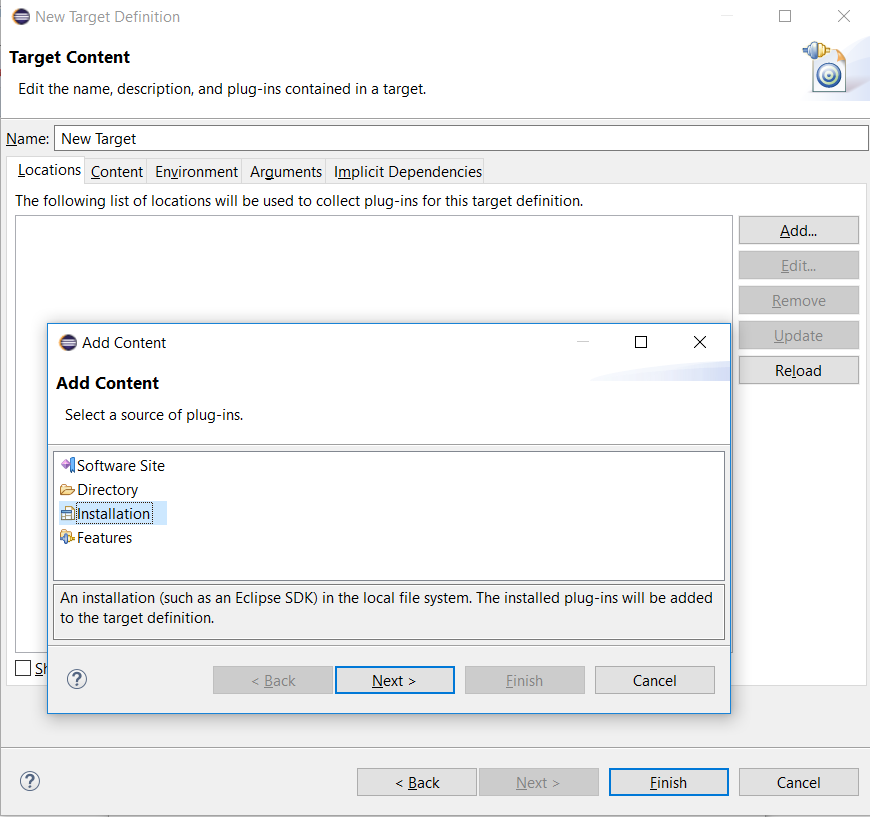 New Target Definition
Target Content
Edit the name, description, and plug-ins contained in a target.
Name: New Target
Locations Content Environment Arguments Implicit Dependencies
The following list of locations will be used to collect plug-ins for this target definition.
Add...
Edit...
Remove
Update
Reload
Add Content
Add Content
Select a source of plug-ins.
Software Site
Directory
Installation
Features
An installation (such as an Eclipse SDK) in the local file system. The installed plug-ins will be added
to the target definition.
< Back Next > Finish Cancel
< Back Next > Finish Cancel